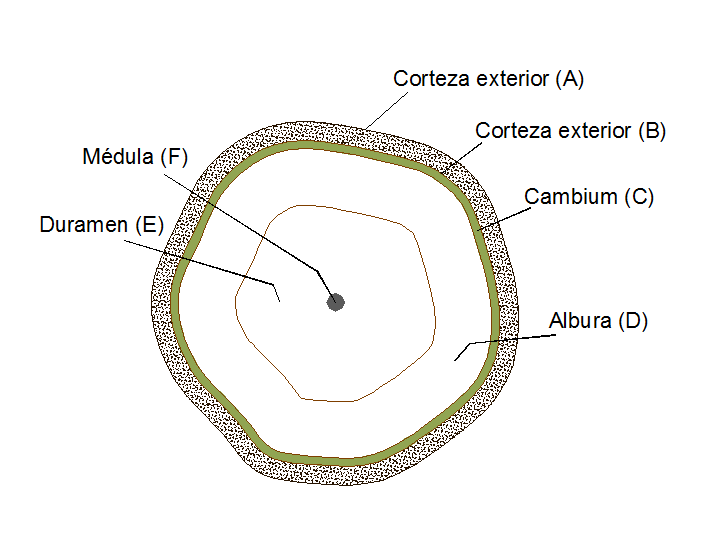 Corteza exterior (A)
Corteza exterior (B)
Médula (F)
Cambium (C)
Duramen (E)
Albura (D)